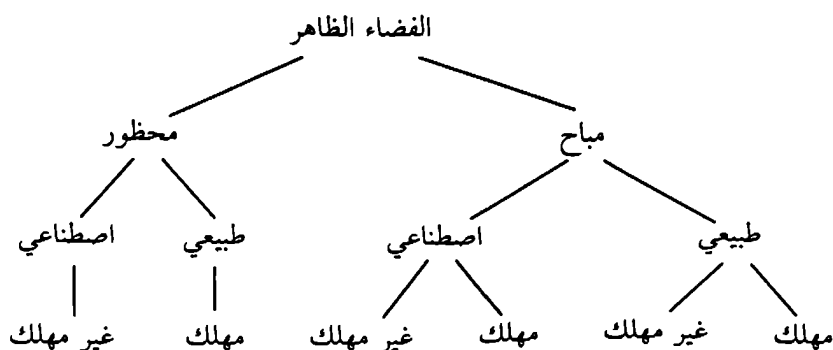 الفضاء الظاهر
مباح محظور
طبيعي اصطناعي طبيعي اصطناعي
مهلك غير مهلك مهلك غير مهلك مهلك غير مهلك